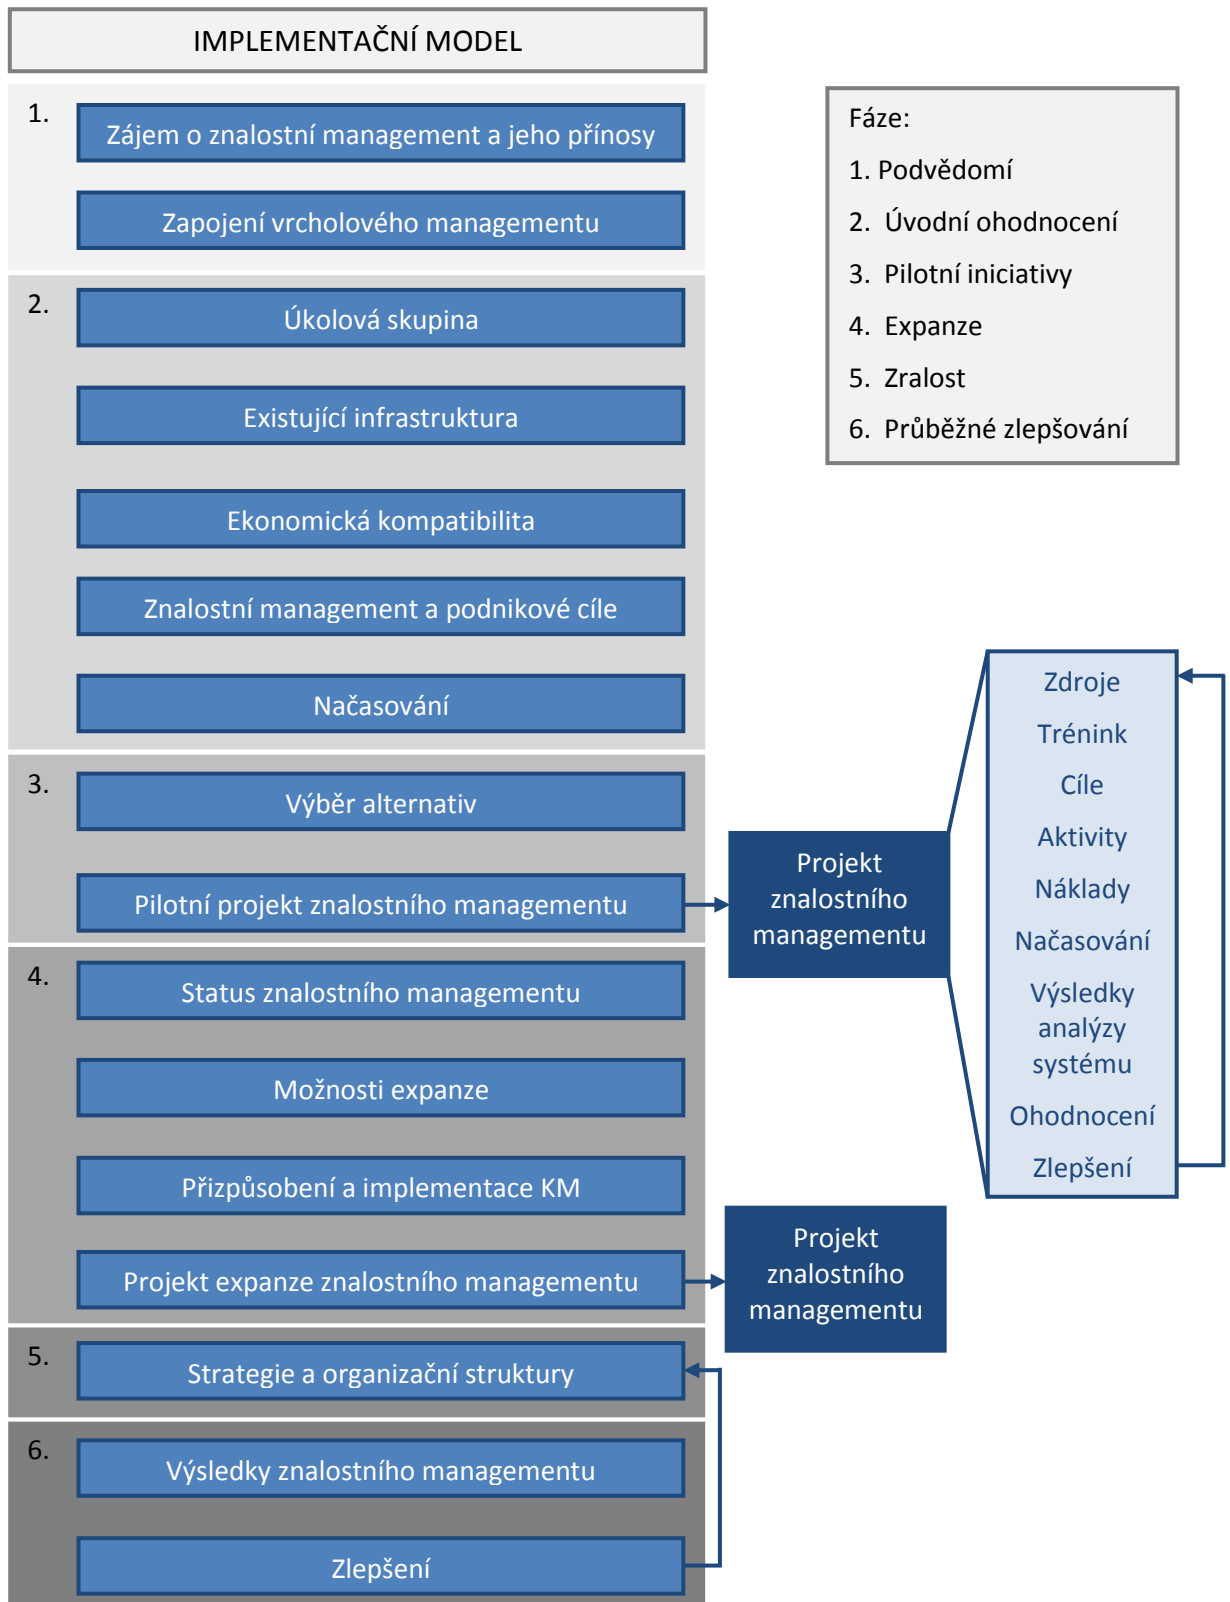 IMPLEMENTAČNÍ MODEL
1.
Zájem o znalostní management a jeho přínosy
Zapojení vrcholového managementu
2.
Úkolová skupina
Existující infrastruktura
Ekonomická kompatibilita
Znalostní management a podnikové cíle
Načasování
3.
Výběr alternativ
Pilotní projekt znalostního managementu
4.
Status znalostního managementu
Možnosti expanze
Přizpůsobení a implementace KM
Projekt expanze znalostního managementu
5.
Strategie a organizační struktury
6.
Výsledky znalostního managementu
Zlepšení
Fáze:
1. Podvědomí
2. Úvodní ohodnocení
3. Pilotní iniciativy
4. Expanze
5. Zralost
6. Průběžné zlepšování
Projekt
znalostního
managementu
Zdroje
Trénink
Cíle
Aktivity
Náklady
Načasování
Výsledky
analýzy
systému
Ohodnocení
Zlepšení
Projekt
znalostního
managementu